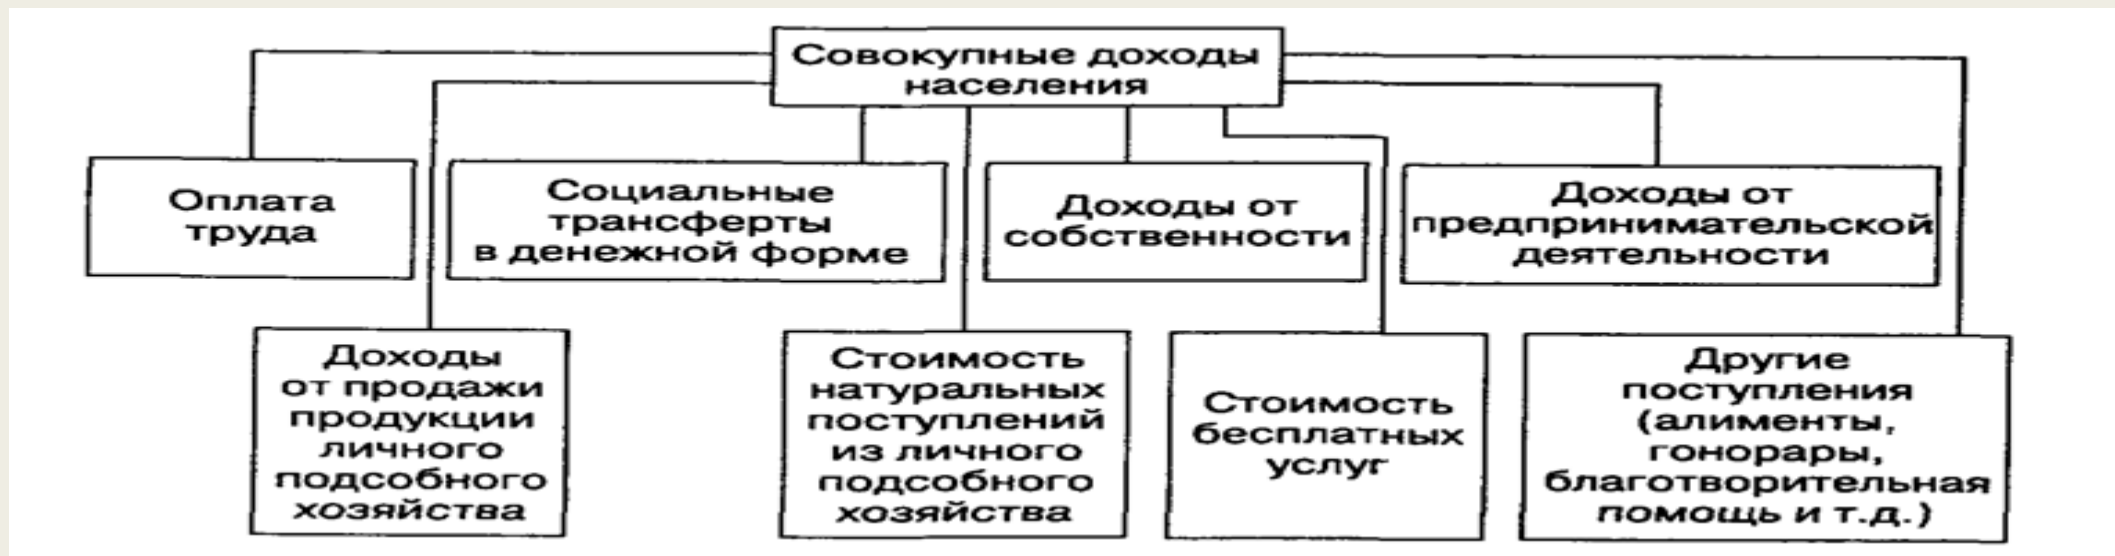 Совокупные доходы
населения
Оплата
труда
Социальные
трансферты
в денежной форме
Доходы от
собственности
Доходы от
предпринимательской
деятельности
Доходы
от продажи
продукции
личного
подсобного
хозяйства
Стоимость
натуральных
поступлений
из личного
подсобного
хозяйства
Стоимость
бесплатных
услуг
Другие
поступления
(алименты,
гонорары,
благотворительная
помощь и т.д.)